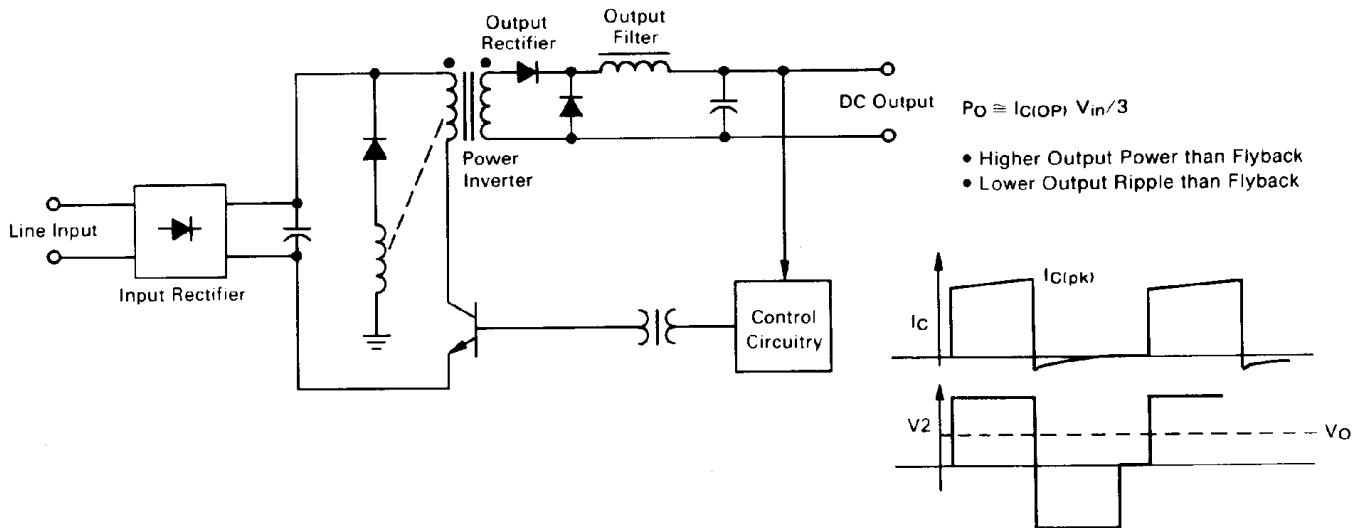 Output
Rectifier
Output
Filter
DC Output
Power
Inverter
Line Input
Input Rectifier
Control
Circuitry
PO ≅ IC(OP) Vin/3
• Higher Output Power than Flyback
• Lower Output Ripple than Flyback
IC(pk)
IC
V2
VO